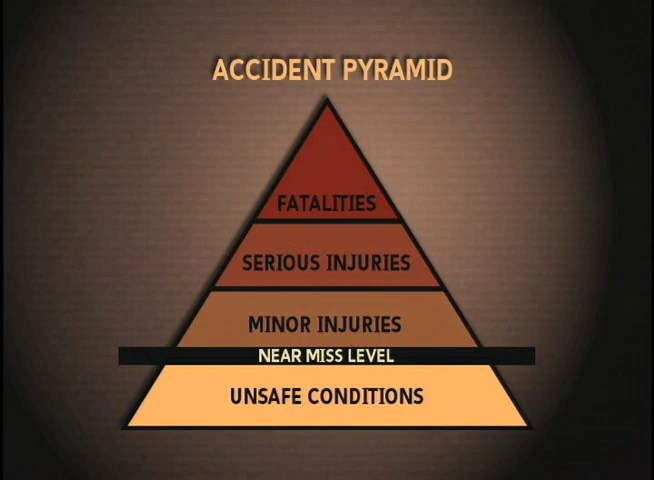 ACCIDENT PYRAMID
FATALITIES
SERIOUS INJURIES
MINOR INJURIES
NEAR MISS LEVEL
UNSAFE CONDITIONS